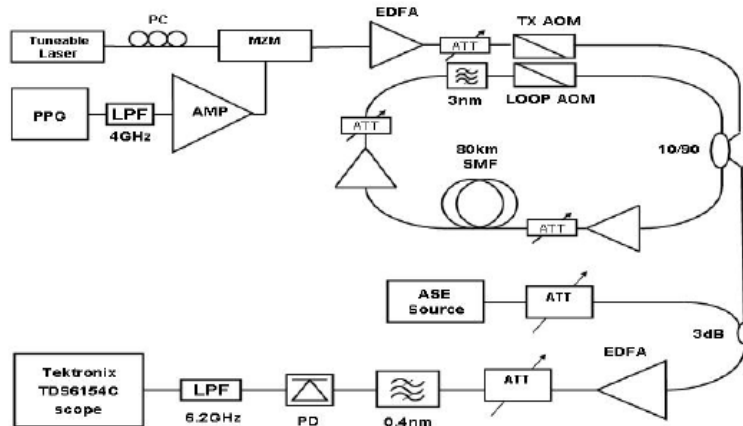 EDFA
TX AOM
PC
Tuneable
Laser
MZM
ATT
3nm
LOOP AOM
PPG
LPF
4GHz
AMP
ATT
80km
SMF
10/90
ATT
ASE
Source
ATT
3dB
EDFA
Tektronix
TDS6154C
scope
LPF
6.2GHz
PD
0.4nm
ATT